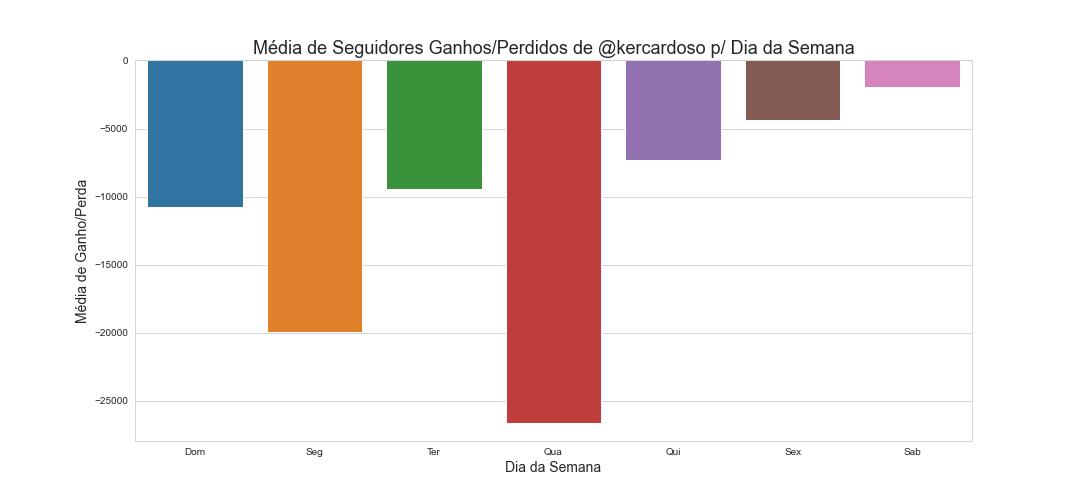 Média de Seguidores Ganhos/Perdidos de @kercardoso p/ Dia da Semana
Média de Ganho/Perda
0
−5000
−10000
−15000
−20000
−25000
Dom Seg Ter Qua Qui Sex Sab
Dia da Semana